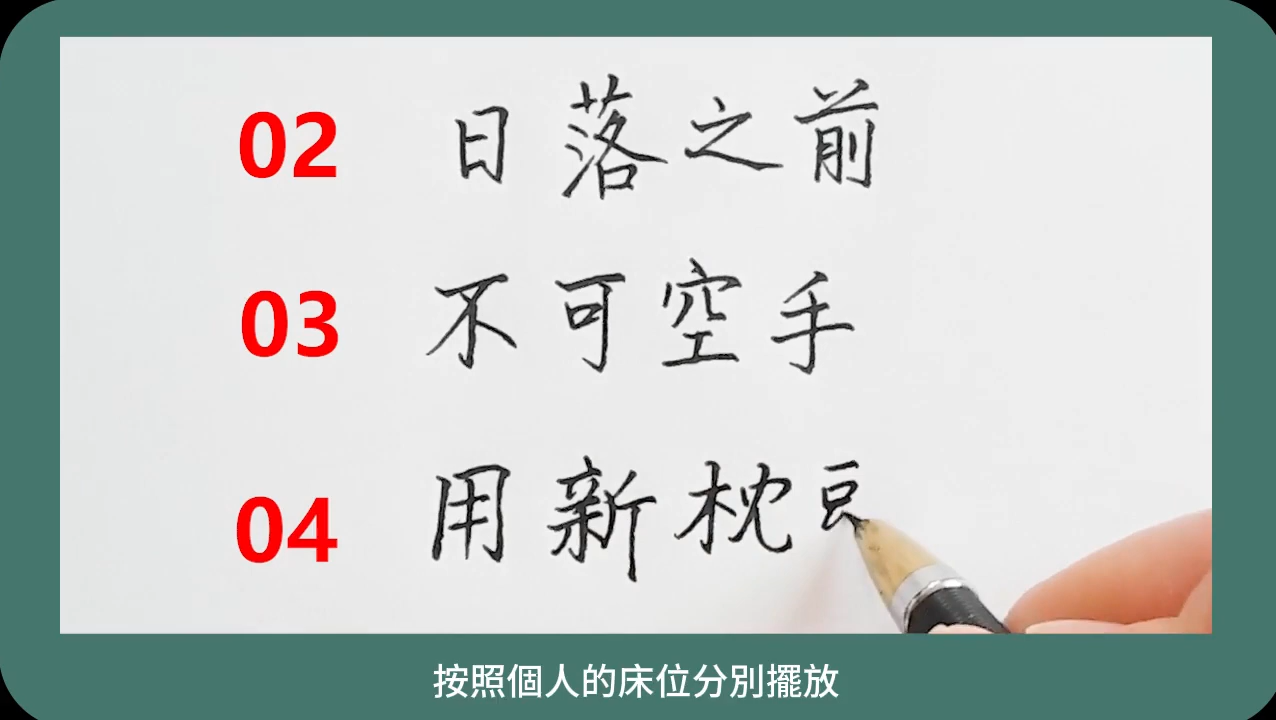 02 日落之前
03 不可空手
04 用新枕
按照個人的床位分別擺放